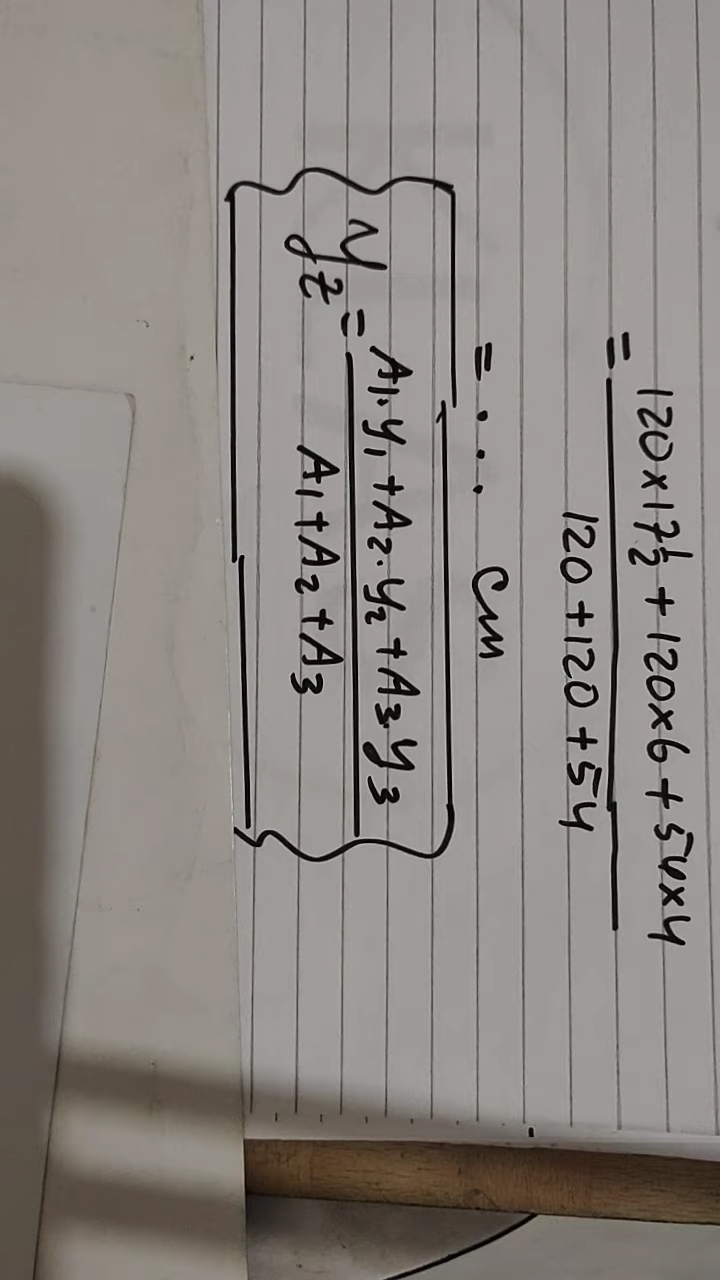 = 120×17½ + 120×6 + 54×4
120 + 120 + 54
= ... cm
yz = A1.y1 + A2.y2 + A3.y3
A1 + A2 + A3